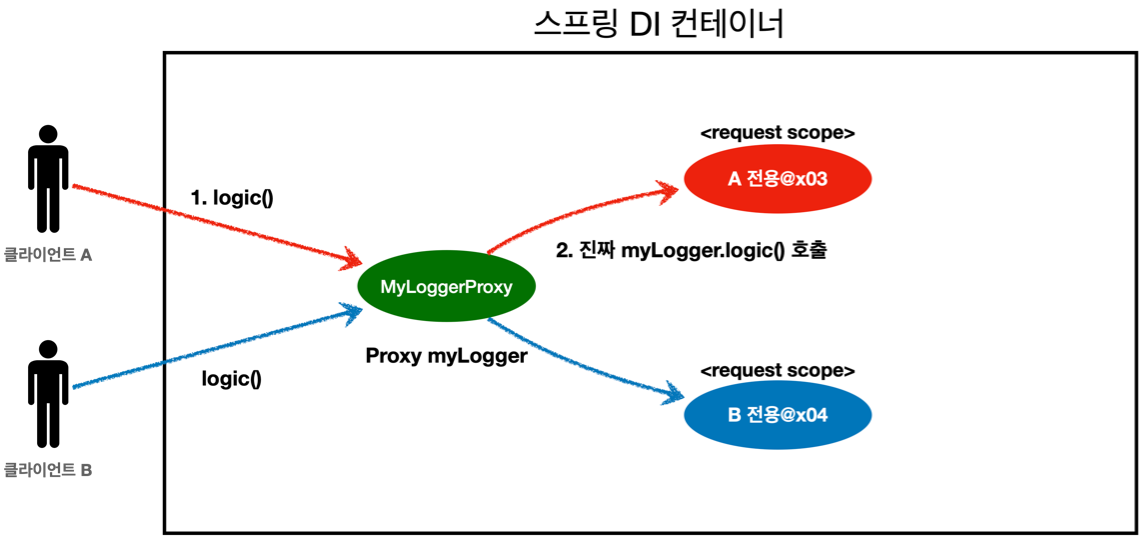 스프링 DI 컨테이너
<request scope>
A 전용@x03
1. logic()
클라이언트 A
2. 진짜 myLogger.logic() 호출
MyLoggerProxy
Proxy myLogger
logic()
<request scope>
B 전용@x04
클라이언트 B